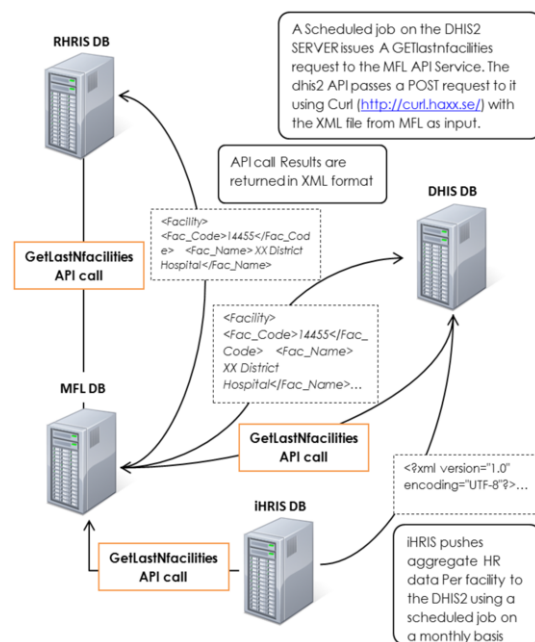 RHRIS DB
A Scheduled job on the DHIS2
SERVER issues A GETlastnfacilities
request to the MFL API Service. The
dhis2 API passes a POST request to it
using Curl (http://curl.haxx.se/) with
the XML file from MFL as input.
API call Results are
returned in XML format
DHIS DB
<Facility>
<Fac_Code>14455</Fac_Cod
e> <Fac_Name> XX District
Hospital</Fac_Name>
GetLastNfacilities
API call
<Facility>
<Fac_Code>14455</Fac_
Code> <Fac_Name>
XX District
Hospital</Fac_Name>...
MFL DB
GetLastNfacilities
API call
<?xml version="1.0"
encoding="UTF-8"?>...
iHRIS DB
GetLastNfacilities
API call
iHRIS pushes
aggregate HR
data Per facility to
the DHIS2 using a
scheduled job on
a monthly basis